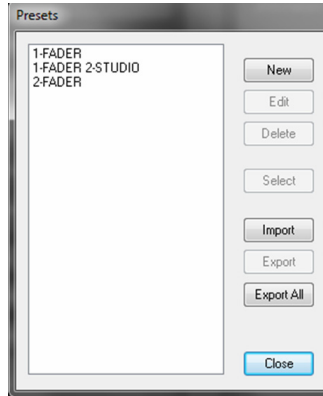 Presets
1-FADER
1-FADER 2-STUDIO
2-FADER
New
Edit
Delete
Select
Import
Export
Export All
Close